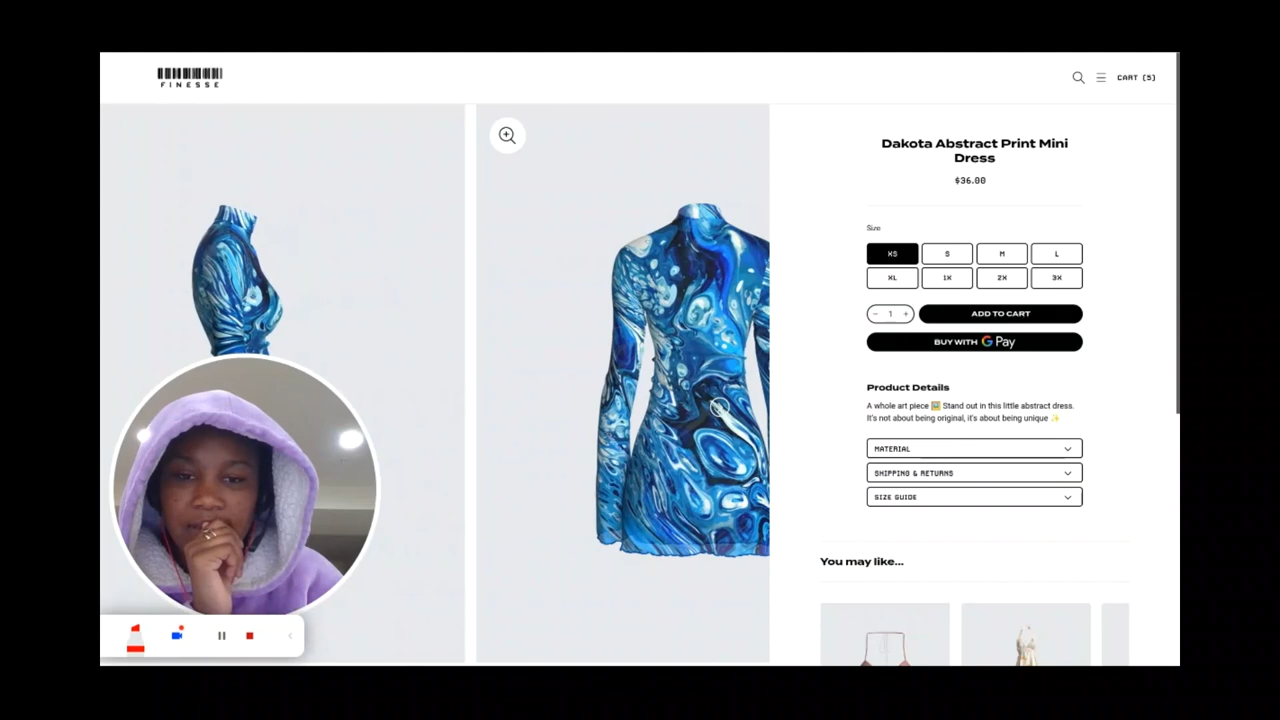 FINESSE
CART (5)
Dakota Abstract Print Mini
Dress
$36.00
Size
XS
S
M
L
XL
1X
2X
3X
− 1 +
ADD TO CART
BUY WITH G Pay
Product Details
A whole art piece 🖼️ Stand out in this little abstract dress.
It's not about being original, it's about being unique ✨
MATERIAL
SHIPPING & RETURNS
SIZE GUIDE
You may like...